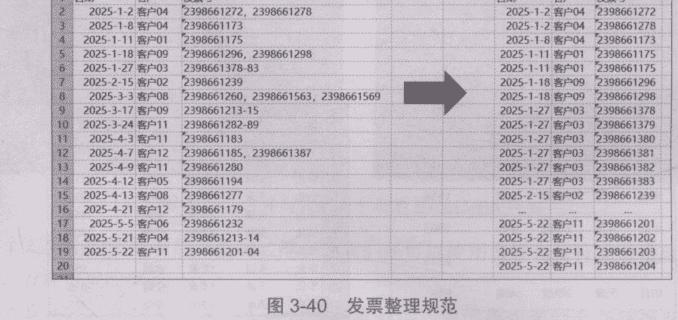 2 2025-1-2 客户04 2398661272，2398661278 2025-1-2 客户04 2398661272
3 2025-1-8 客户04 2398661173 2025-1-2 客户04 2398661278
4 2025-1-11 客户01 2398661175 2025-1-8 客户04 2398661173
5 2025-1-18 客户09 2398661296，2398661298 2025-1-11 客户01 2398661175
6 2025-1-27 客户03 2398661378-83 2025-1-11 客户01 2398661175
7 2025-2-15 客户02 2398661239 2025-1-18 客户09 2398661296
8 2025-3-3 客户08 2398661260，2398661563，2398661569 2025-1-18 客户09 2398661298
9 2025-3-17 客户09 2398661213-15 2025-1-27 客户03 2398661378
10 2025-3-24 客户11 2398661282-89 2025-1-27 客户03 2398661379
11 2025-4-3 客户11 2398661183 2025-1-27 客户03 2398661380
12 2025-4-7 客户12 2398661185，2398661387 2025-1-27 客户03 2398661381
13 2025-4-9 客户11 2398661280 2025-1-27 客户03 2398661382
14 2025-4-12 客户05 2398661194 2025-1-27 客户03 2398661383
15 2025-4-13 客户08 2398661277 2025-2-15 客户02 2398661239
16 2025-4-21 客户12 2398661179 ... ... ...
17 2025-5-5 客户06 2398661232 2025-5-22 客户11 2398661201
18 2025-5-21 客户04 2398661213-14 2025-5-22 客户11 2398661202
19 2025-5-22 客户11 2398661201-04 2025-5-22 客户11 2398661203
20 2025-5-22 客户11 2398661204
图 3-40 发票整理规范